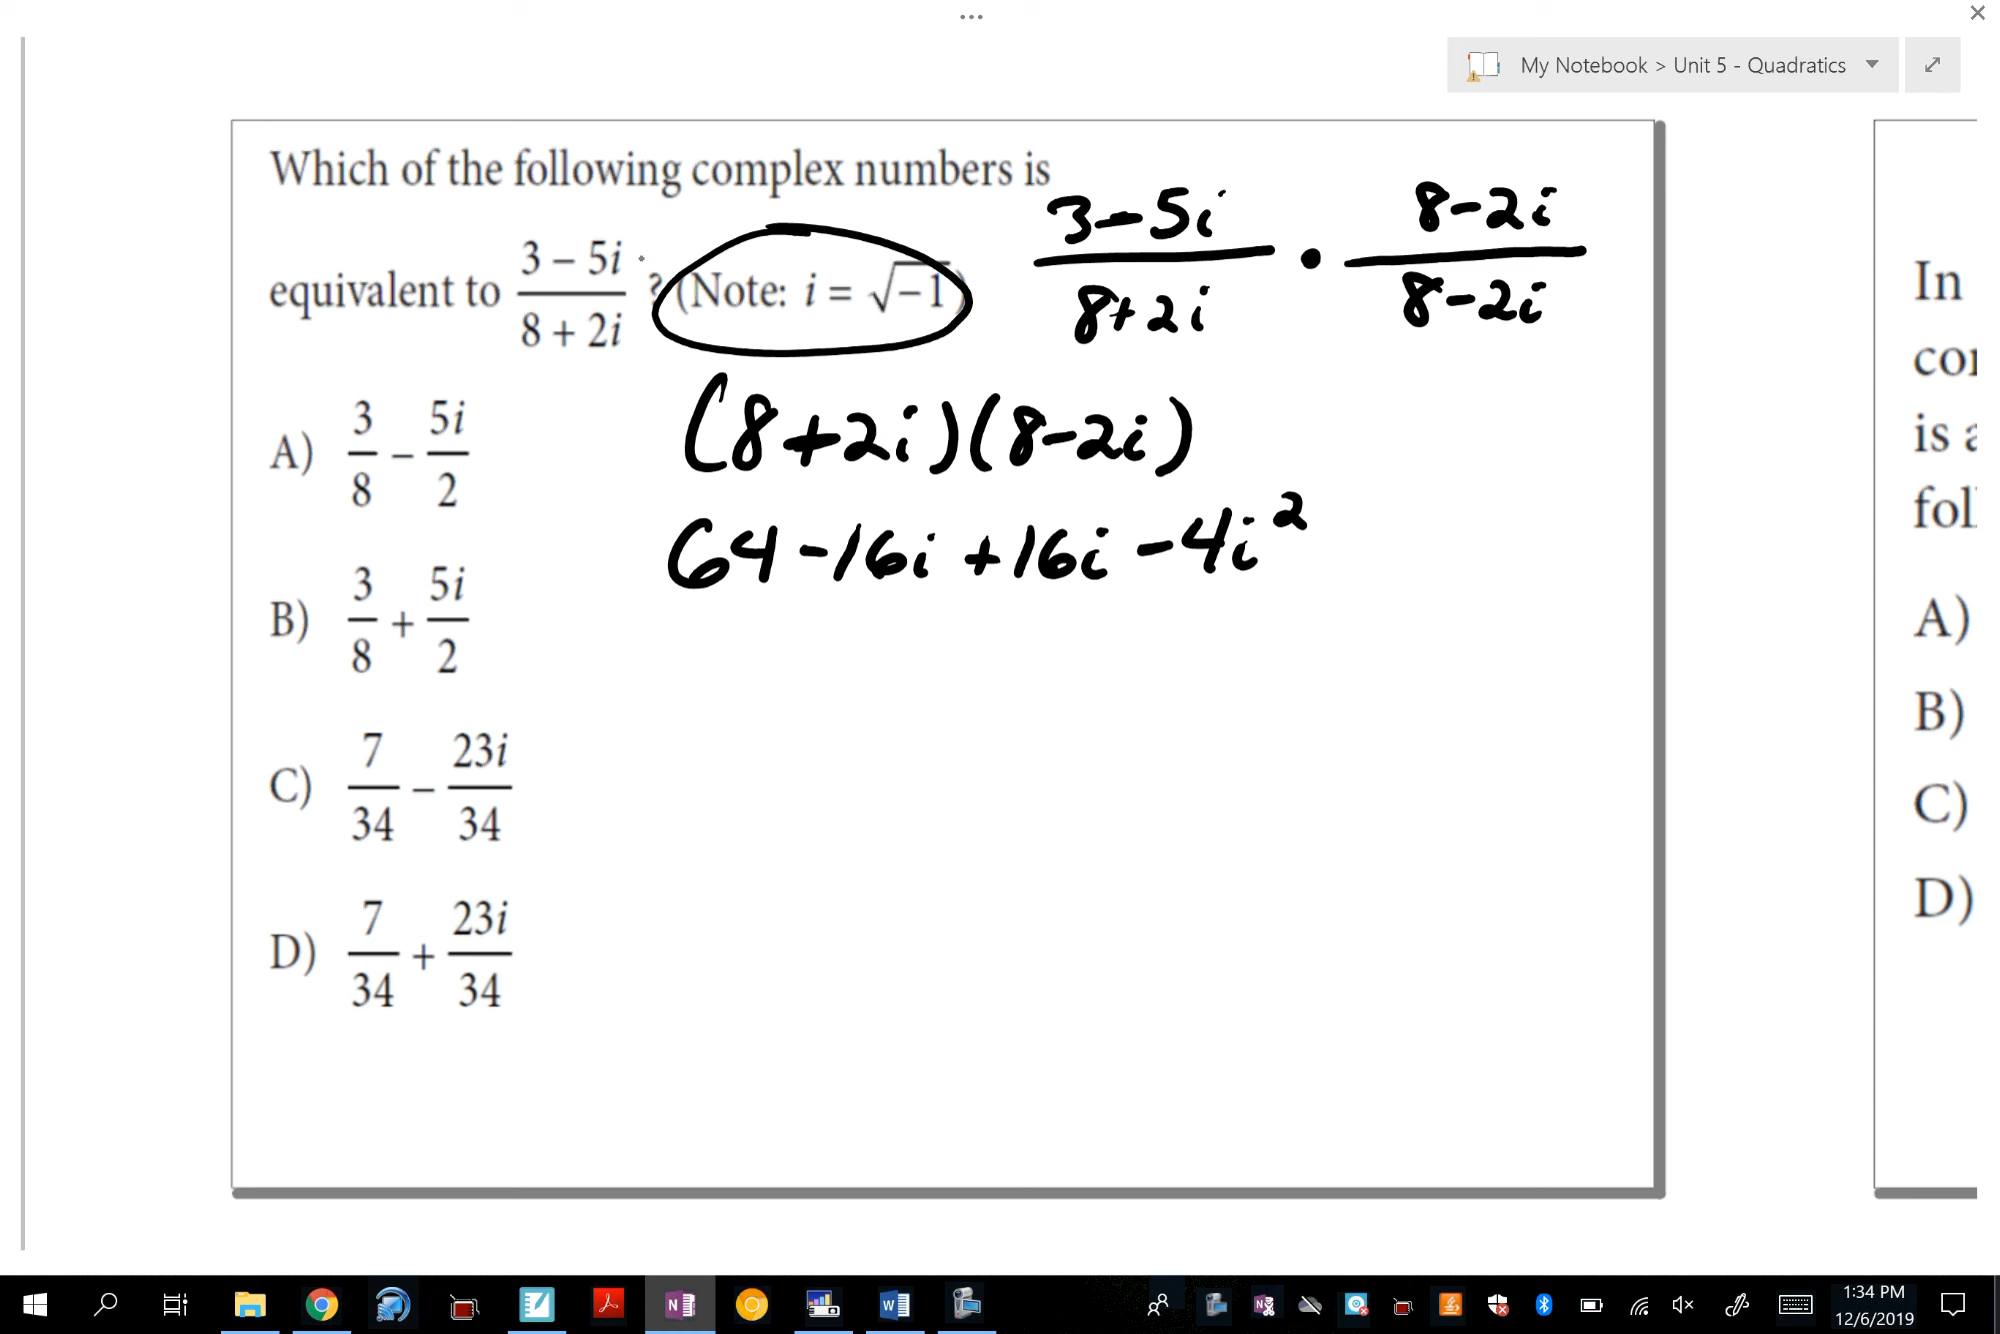 My Notebook > Unit 5 - Quadratics
Which of the following complex numbers is
equivalent to (3 – 5i)/(8 + 2i) ? (Note: i = √–1)
(3-5i)/(8+2i) • (8-2i)/(8-2i)
(8+2i)(8-2i)
64-16i+16i-4i²
A) 3/8 – 5i/2
B) 3/8 + 5i/2
C) 7/34 – 23i/34
D) 7/34 + 23i/34
In
is
A)
B)
C)
D)
1:34 PM
12/6/2019